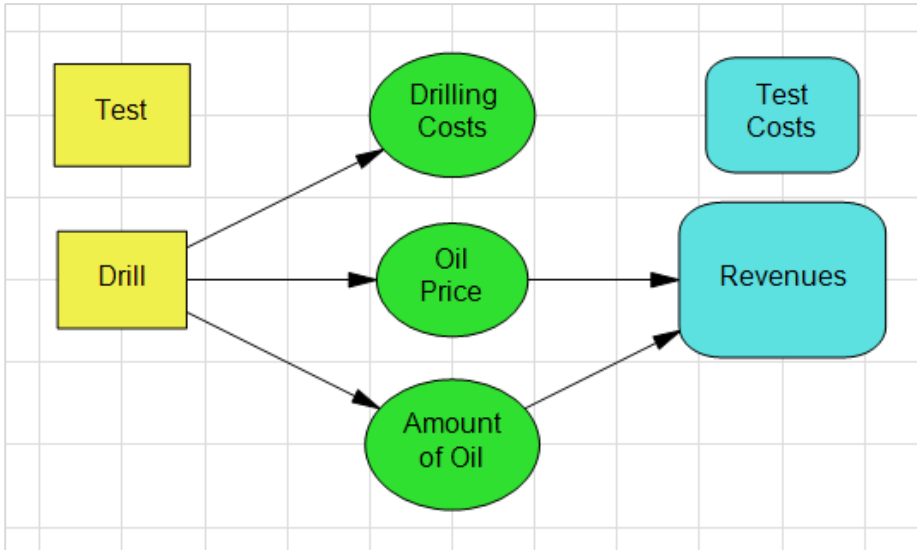 Test
Drilling
Costs
Test
Costs
Drill
Oil
Price
Revenues
Amount
of Oil